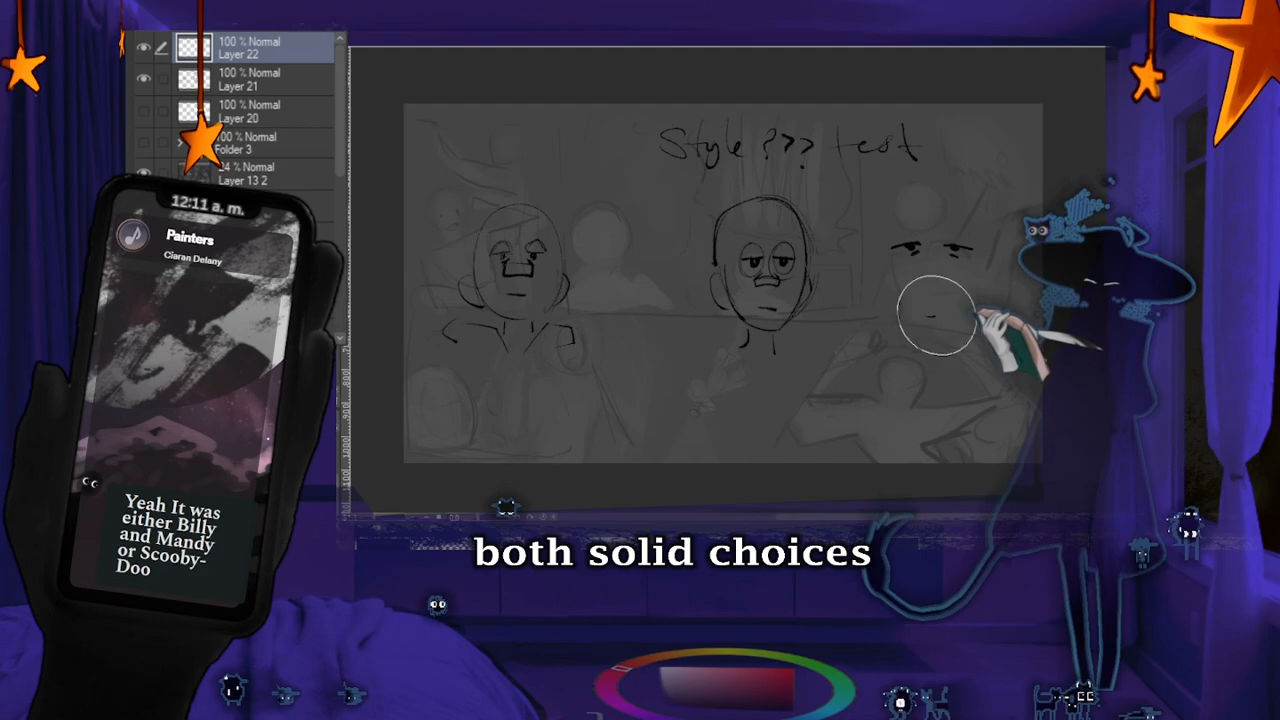 100 % Normal
Layer 22
100 % Normal
Layer 21
100 % Normal
Layer 20
100 % Normal
Folder 3
Normal
Layer 13 2
Style ??? test
12:11 a. m.
Painters
Ciaran Delany
Yeah It was
either Billy
and Mandy
or Scooby-
Doo
both solid choices